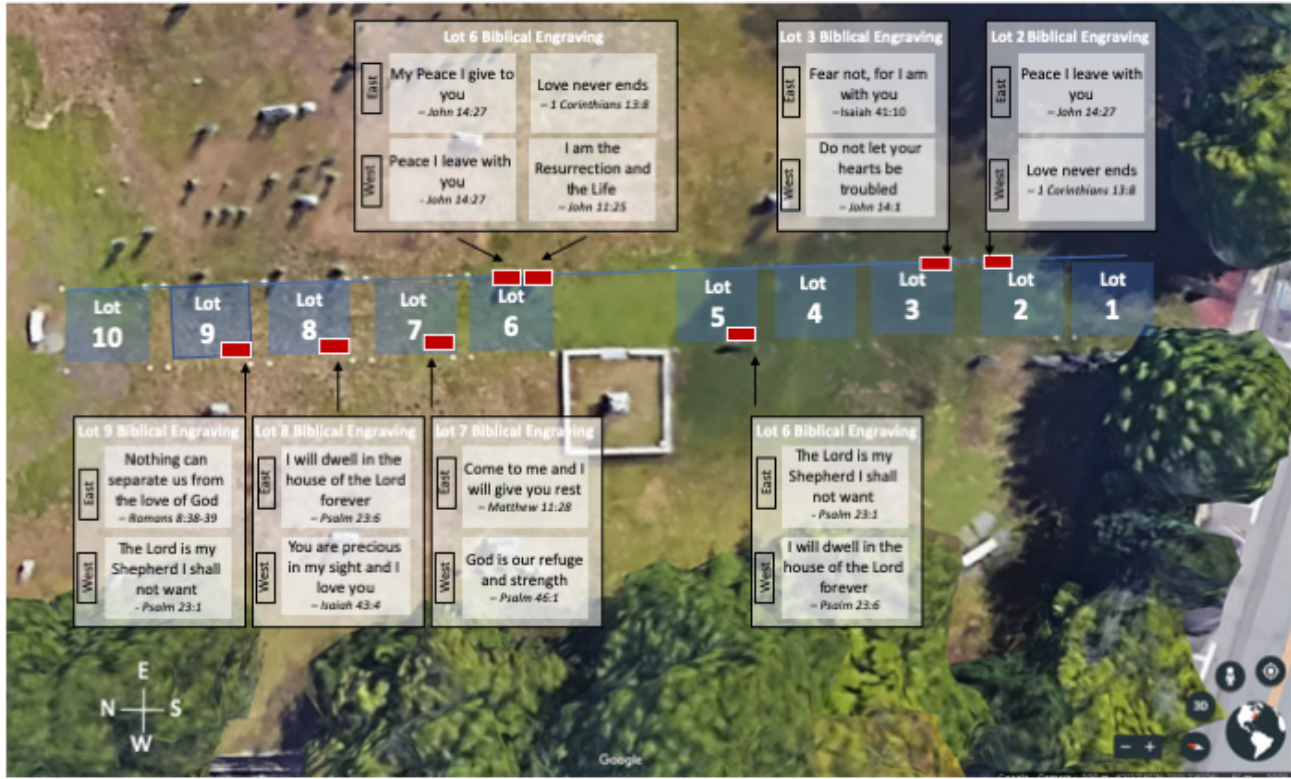 Lot 6 Biblical Engraving
East
My Peace I give to
you
– John 14:27
Love never ends
– 1 Corinthians 13:8
West
Peace I leave with
you
- John 14:27
I am the
Resurrection and
the Life
– John 11:25
Lot 3 Biblical Engraving
East
Fear not, for I am
with you
– Isaiah 41:10
West
Do not let your
hearts be
troubled
– John 14:1
Lot 2 Biblical Engraving
East
Peace I leave with
you
– John 14:27
West
Love never ends
– 1 Corinthians 13:8
Lot
10
Lot
9
Lot
8
Lot
7
Lot
6
Lot
5
Lot
4
Lot
3
Lot
2
Lot
1
Lot 9 Biblical Engraving
East
Nothing can
separate us from
the love of God
– Romans 8:38-39
West
The Lord is my
Shepherd I shall
not want
- Psalm 23:1
Lot 8 Biblical Engraving
East
I will dwell in the
house of the Lord
forever
– Psalm 23:6
West
You are precious
in my sight and I
love you
– Isaiah 43:4
Lot 7 Biblical Engraving
East
Come to me and I
will give you rest
– Matthew 11:28
West
God is our refuge
and strength
– Psalm 46:1
Lot 6 Biblical Engraving
East
The Lord is my
Shepherd I shall
not want
- Psalm 23:1
West
I will dwell in the
house of the Lord
forever
– Psalm 23:6
E
N S
W
3D
Google